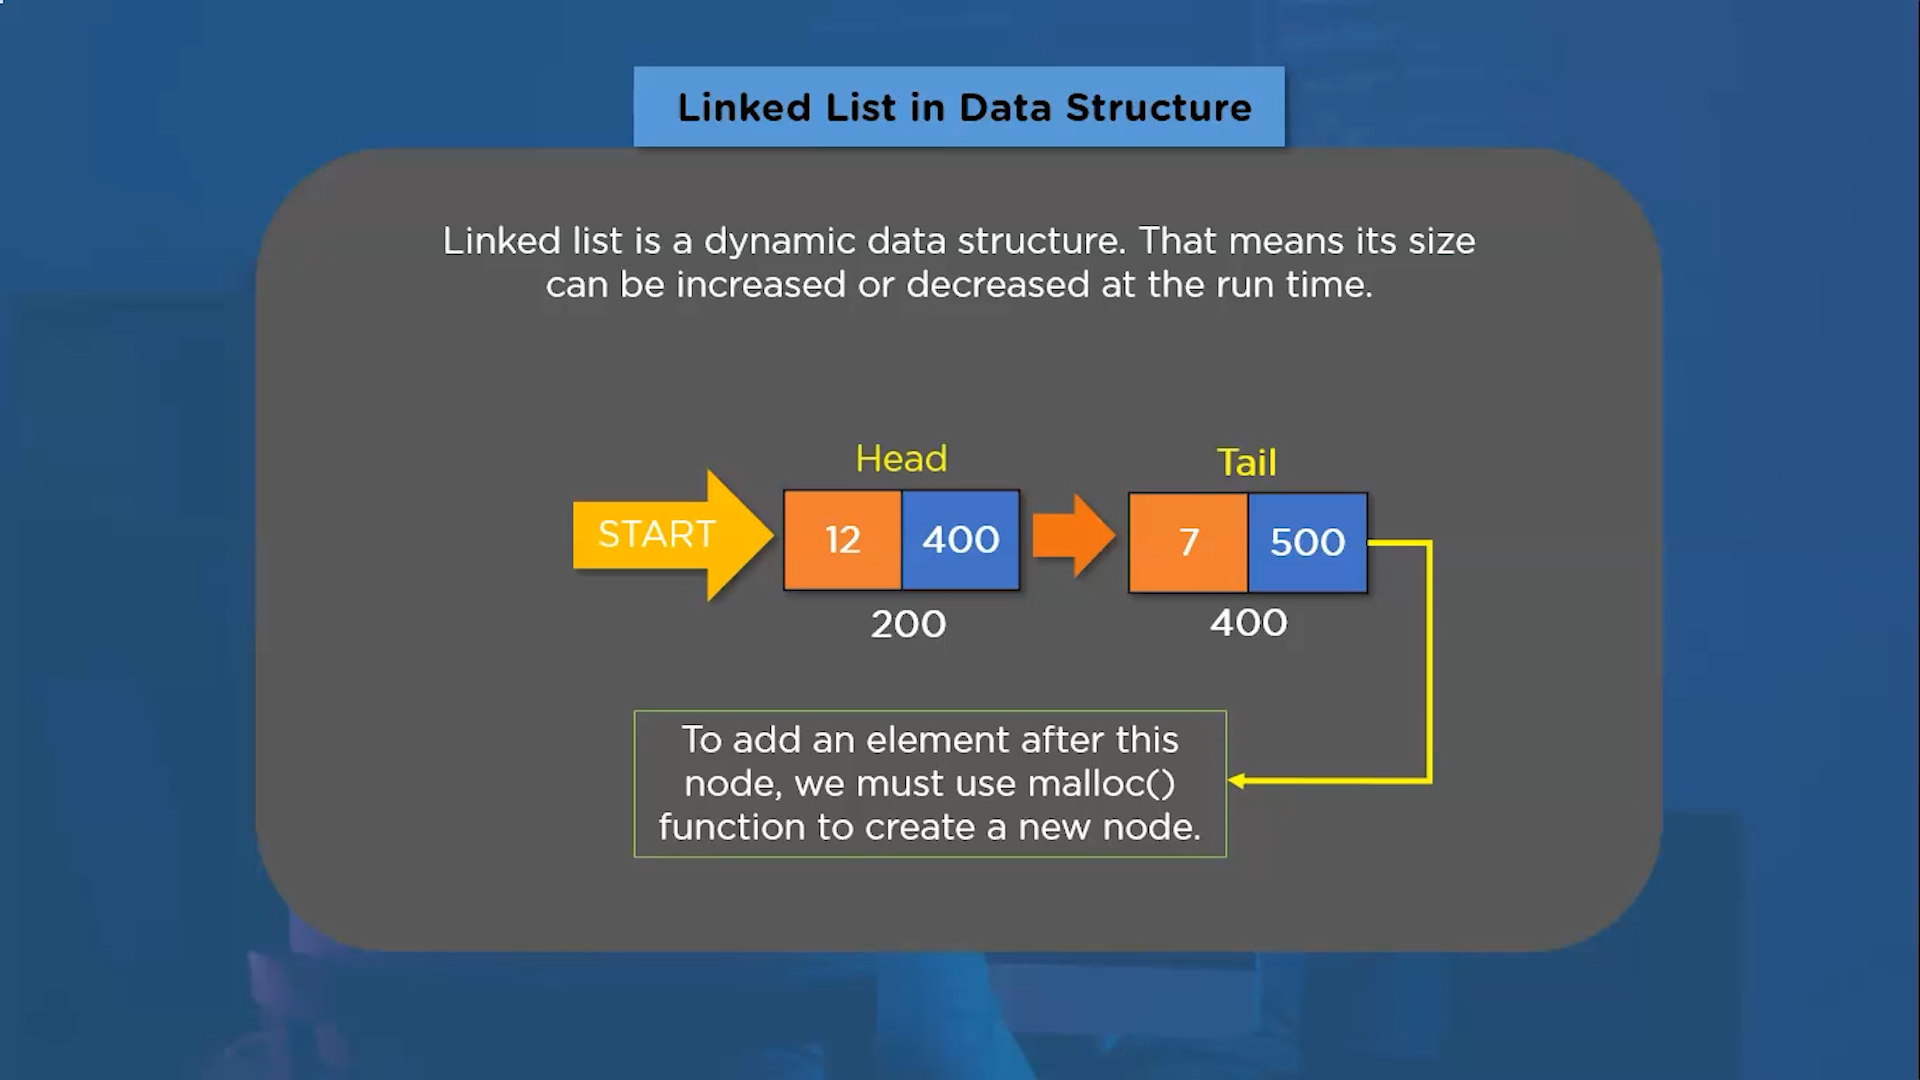 Linked List in Data Structure
Linked list is a dynamic data structure. That means its size
can be increased or decreased at the run time.
Head
Tail
START
12
400
7
500
200
400
To add an element after this
node, we must use malloc()
function to create a new node.